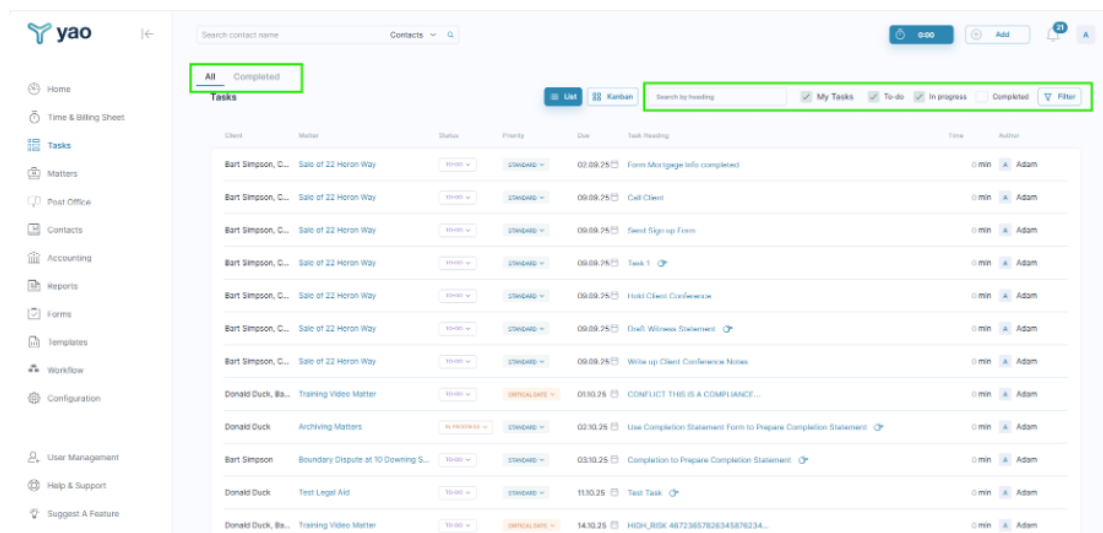 yao
Search contact name Contacts
0:00 Add 21 A
All Completed
Tasks
List Kanban Search by heading My Tasks To-do In progress Completed Filter
Home
Time & Billing Sheet
Tasks
Matters
Post Office
Contacts
Accounting
Reports
Forms
Templates
Workflow
Configuration
User Management
Help & Support
Suggest A Feature
Client Matter Status Priority Due Task Heading Time Author
Bart Simpson, C... Sale of 22 Heron Way TO-DO STANDARD 02.09.25 Form Mortgage Info completed 0 min A Adam
Bart Simpson, C... Sale of 22 Heron Way TO-DO STANDARD 09.09.25 Call Client 0 min A Adam
Bart Simpson, C... Sale of 22 Heron Way TO-DO STANDARD 09.09.25 Send Sign up Form 0 min A Adam
Bart Simpson, C... Sale of 22 Heron Way TO-DO STANDARD 09.09.25 Task 1 0 min A Adam
Bart Simpson, C... Sale of 22 Heron Way TO-DO STANDARD 09.09.25 Hold Client Conference 0 min A Adam
Bart Simpson, C... Sale of 22 Heron Way TO-DO STANDARD 09.09.25 Draft Witness Statement 0 min A Adam
Bart Simpson, C... Sale of 22 Heron Way TO-DO STANDARD 09.09.25 Write up Client Conference Notes 0 min A Adam
Donald Duck, Ba... Training Video Matter TO-DO CRITICAL DATE 01.10.25 CONFLICT THIS IS A COMPLIANCE... 0 min A Adam
Donald Duck Archiving Matters IN PROGRESS STANDARD 02.10.25 Use Completion Statement Form to Prepare Completion Statement 0 min A Adam
Bart Simpson Boundary Dispute at 10 Downing S... TO-DO STANDARD 03.10.25 Completion to Prepare Completion Statement 0 min A Adam
Donald Duck Test Legal Aid TO-DO STANDARD 11.10.25 Test Task 0 min A Adam
Donald Duck, Ba... Training Video Matter TO-DO CRITICAL DATE 14.10.25 HIGH_RISK 46723657828345876234... 0 min A Adam